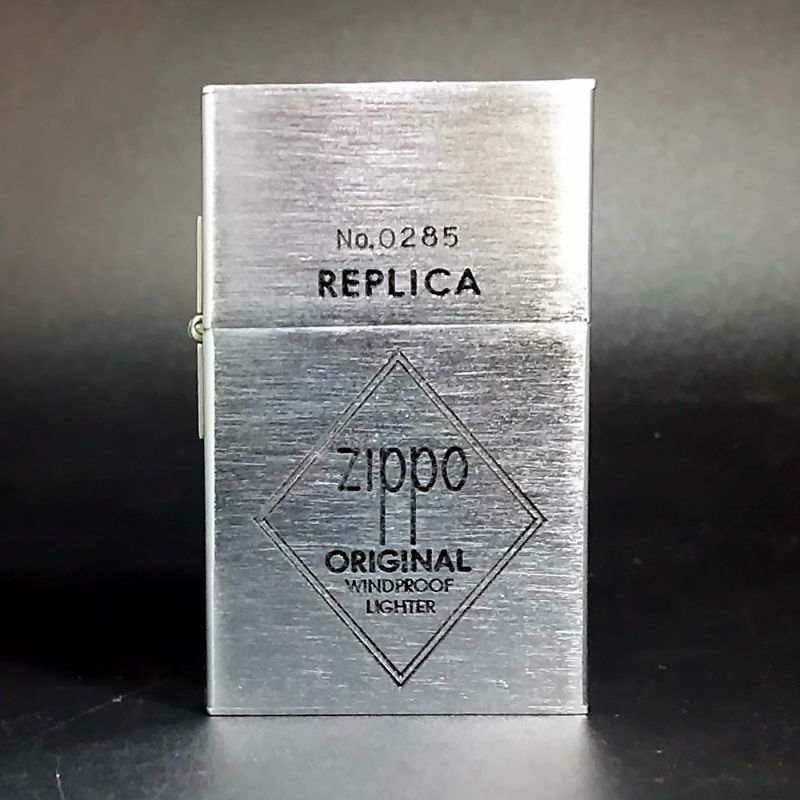 No.0285
REPLICA
zippo
ORIGINAL
WINDPROOF
LIGHTER